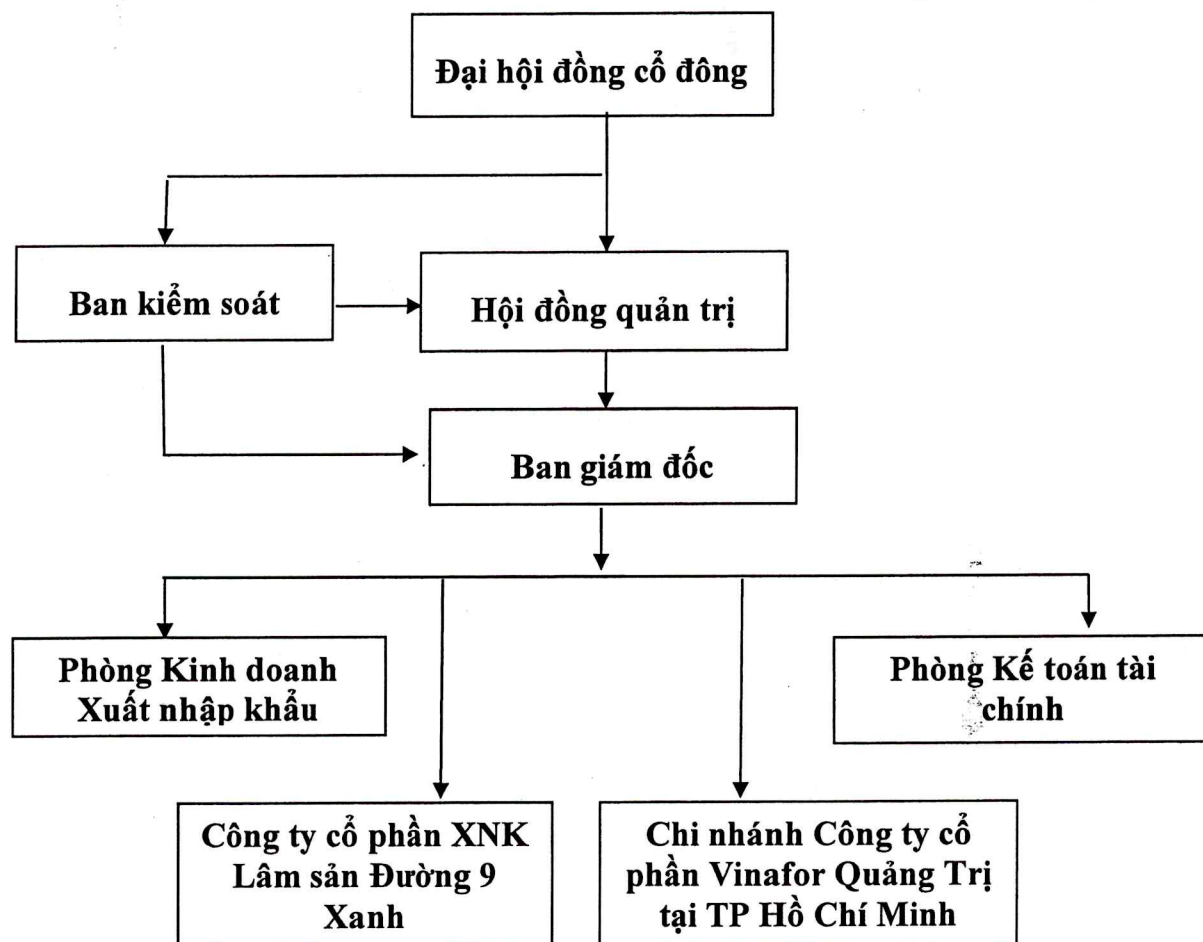 Đại hội đồng cổ đông
Ban kiểm soát
Hội đồng quản trị
Ban giám đốc
Phòng Kinh doanh
Xuất nhập khẩu
Phòng Kế toán tài
chính
Công ty cổ phần XNK
Lâm sản Đường 9
Xanh
Chi nhánh Công ty cổ
phần Vinafor Quảng Trị
tại TP Hồ Chí Minh